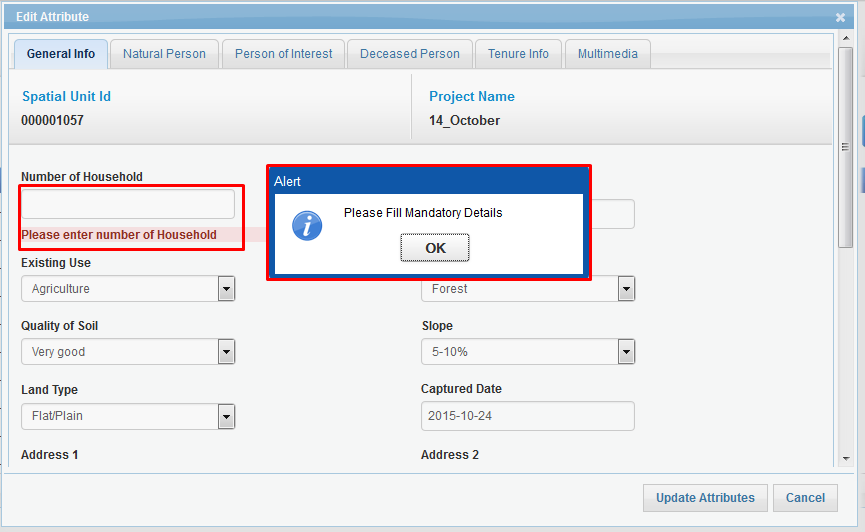 Edit Attribute
General Info Natural Person Person of Interest Deceased Person Tenure Info Multimedia
Spatial Unit Id Project Name
000001057 14_October
Number of Household
Alert
Please Fill Mandatory Details
OK
Please enter number of Household
Existing Use
Agriculture Forest
Quality of Soil Slope
Very good 5-10%
Land Type Captured Date
Flat/Plain 2015-10-24
Address 1 Address 2
Update Attributes Cancel